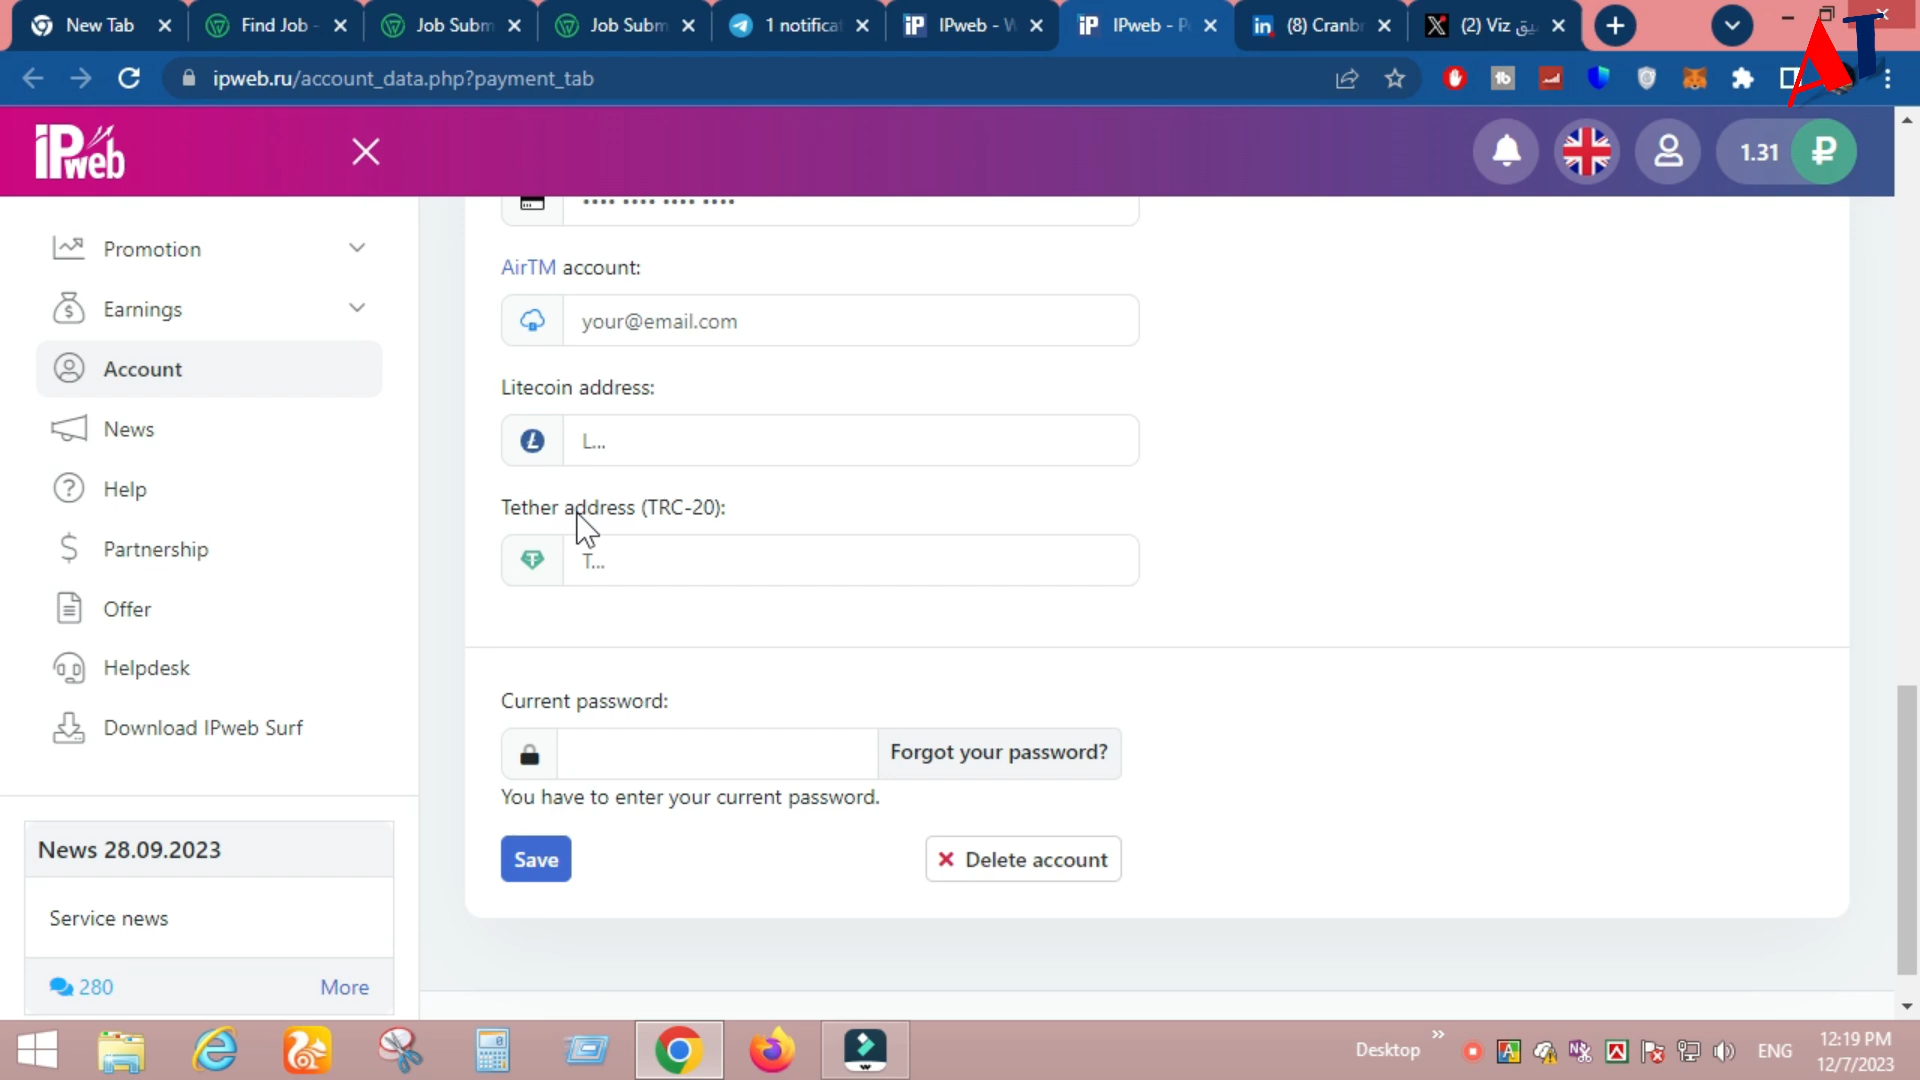 New Tab
Find Job -
Job Subm
Job Subm
1 notificat
IPweb - W
IPweb - P
in (8) Cranbr
(2) Viz
ipweb.ru/account_data.php?payment_tab
AT
iPweb
1.31 ₽
Promotion
Earnings
Account
News
Help
Partnership
Offer
Helpdesk
Download IPweb Surf
News 28.09.2023
Service news
280 More
•••• •••• •••• ••••
AirTM account:
your@email.com
Litecoin address:
L...
Tether address (TRC-20):
T...
Current password:
Forgot your password?
You have to enter your current password.
Save
Delete account
Desktop
ENG
12:19 PM
12/7/2023